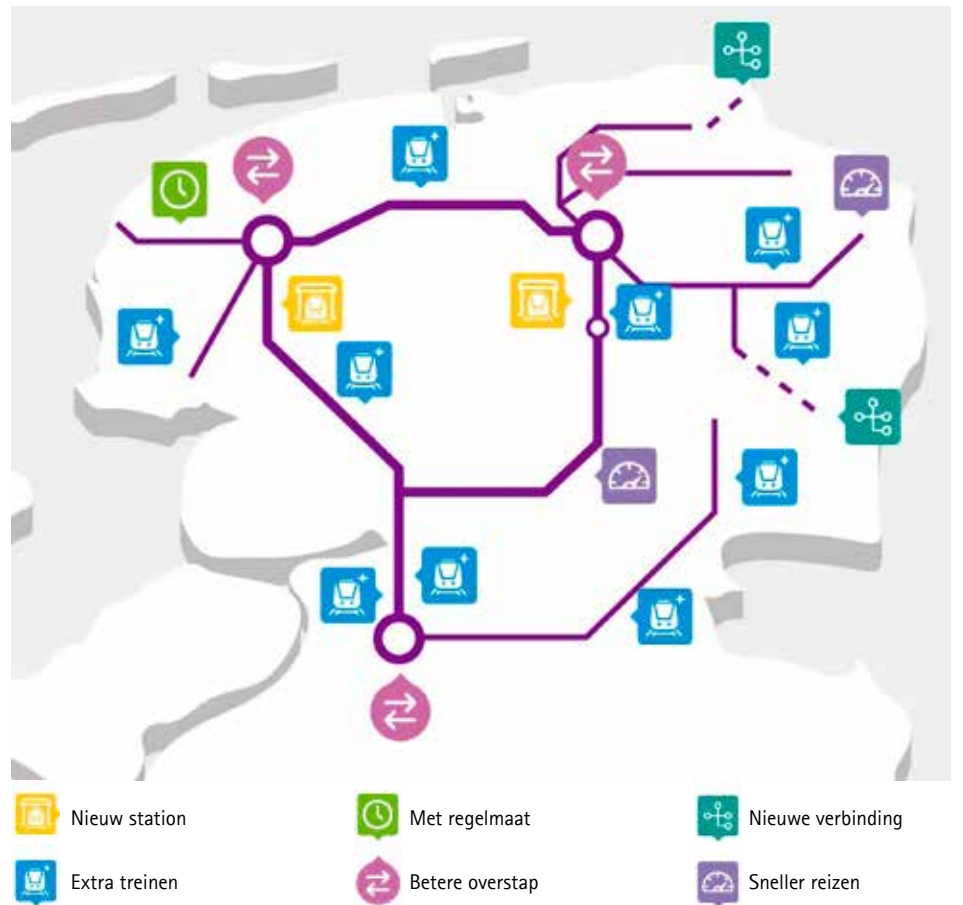 Nieuw station
Met regelmaat
Nieuwe verbinding
Extra treinen
Betere overstap
Sneller reizen